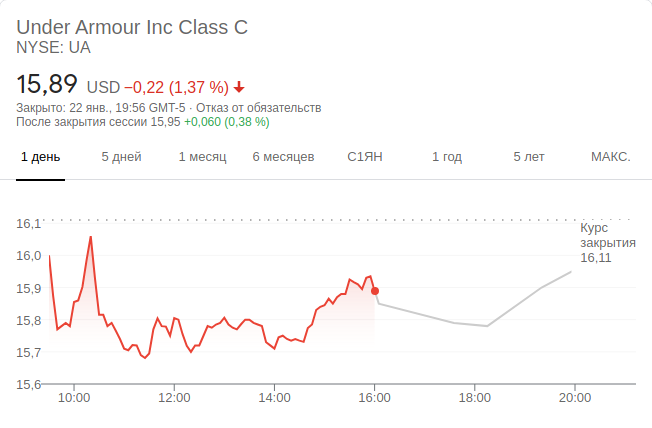 Under Armour Inc Class C
NYSE: UA
15,89 USD −0,22 (1,37 %)
Закрыто: 22 янв., 19:56 GMT-5 · Отказ от обязательств
После закрытия сессии 15,95 +0,060 (0,38 %)
1 день 5 дней 1 месяц 6 месяцев С1ЯН 1 год 5 лет МАКС.
16,1
Курс
закрытия
16,11
16,0
15,9
15,8
15,7
15,6
10:00 12:00 14:00 16:00 18:00 20:00